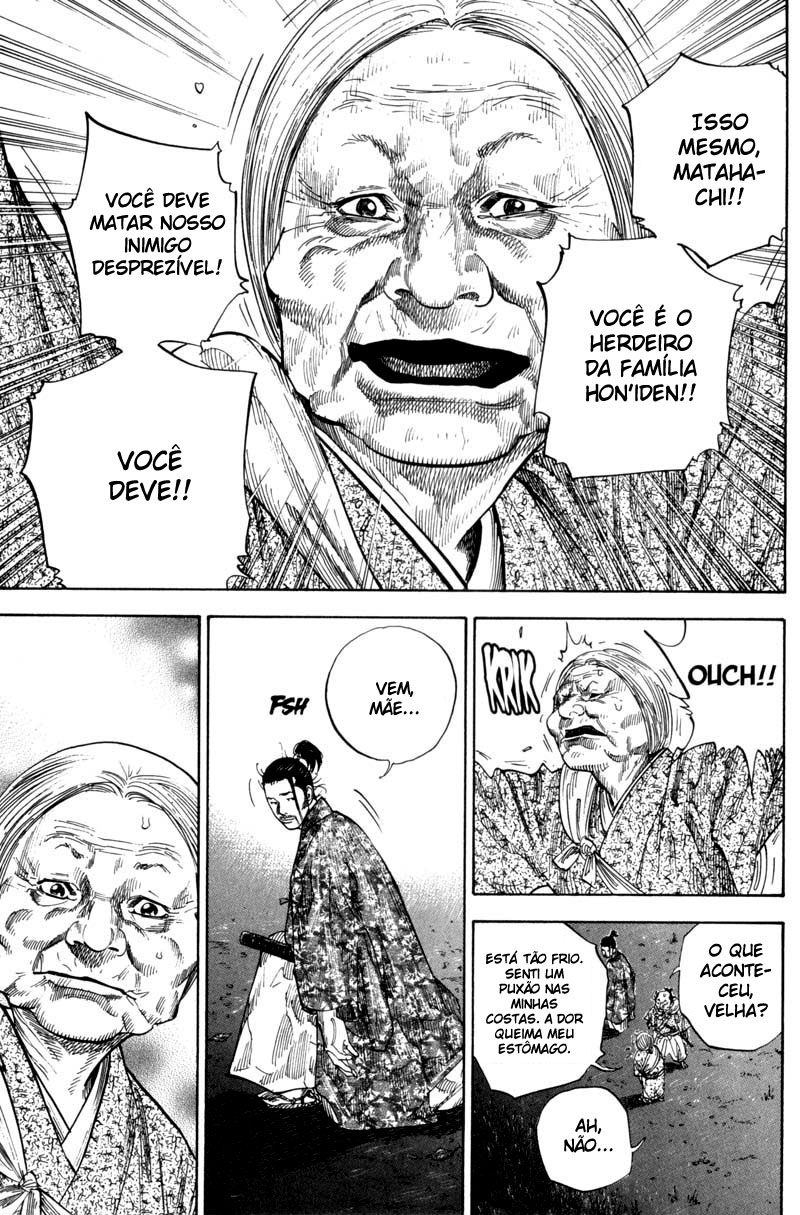 ISSO
MESMO,
MATAHA-
CHI!!
VOCÊ É O
HERDEIRO
DA FAMÍLIA
HON'IDEN!!
VOCÊ DEVE
MATAR NOSSO
INIMIGO
DESPREZÍVEL!
VOCÊ
DEVE!!
KRIK
OUCH!!
O QUE
ACONTE-
CEU,
VELHA?
ESTÁ TÃO FRIO.
SENTI UM
PUXÃO NAS
MINHAS
COSTAS. A DOR
QUEIMA MEU
ESTÔMAGO.
AH,
NÃO...
VEM,
MÃE...
FSH